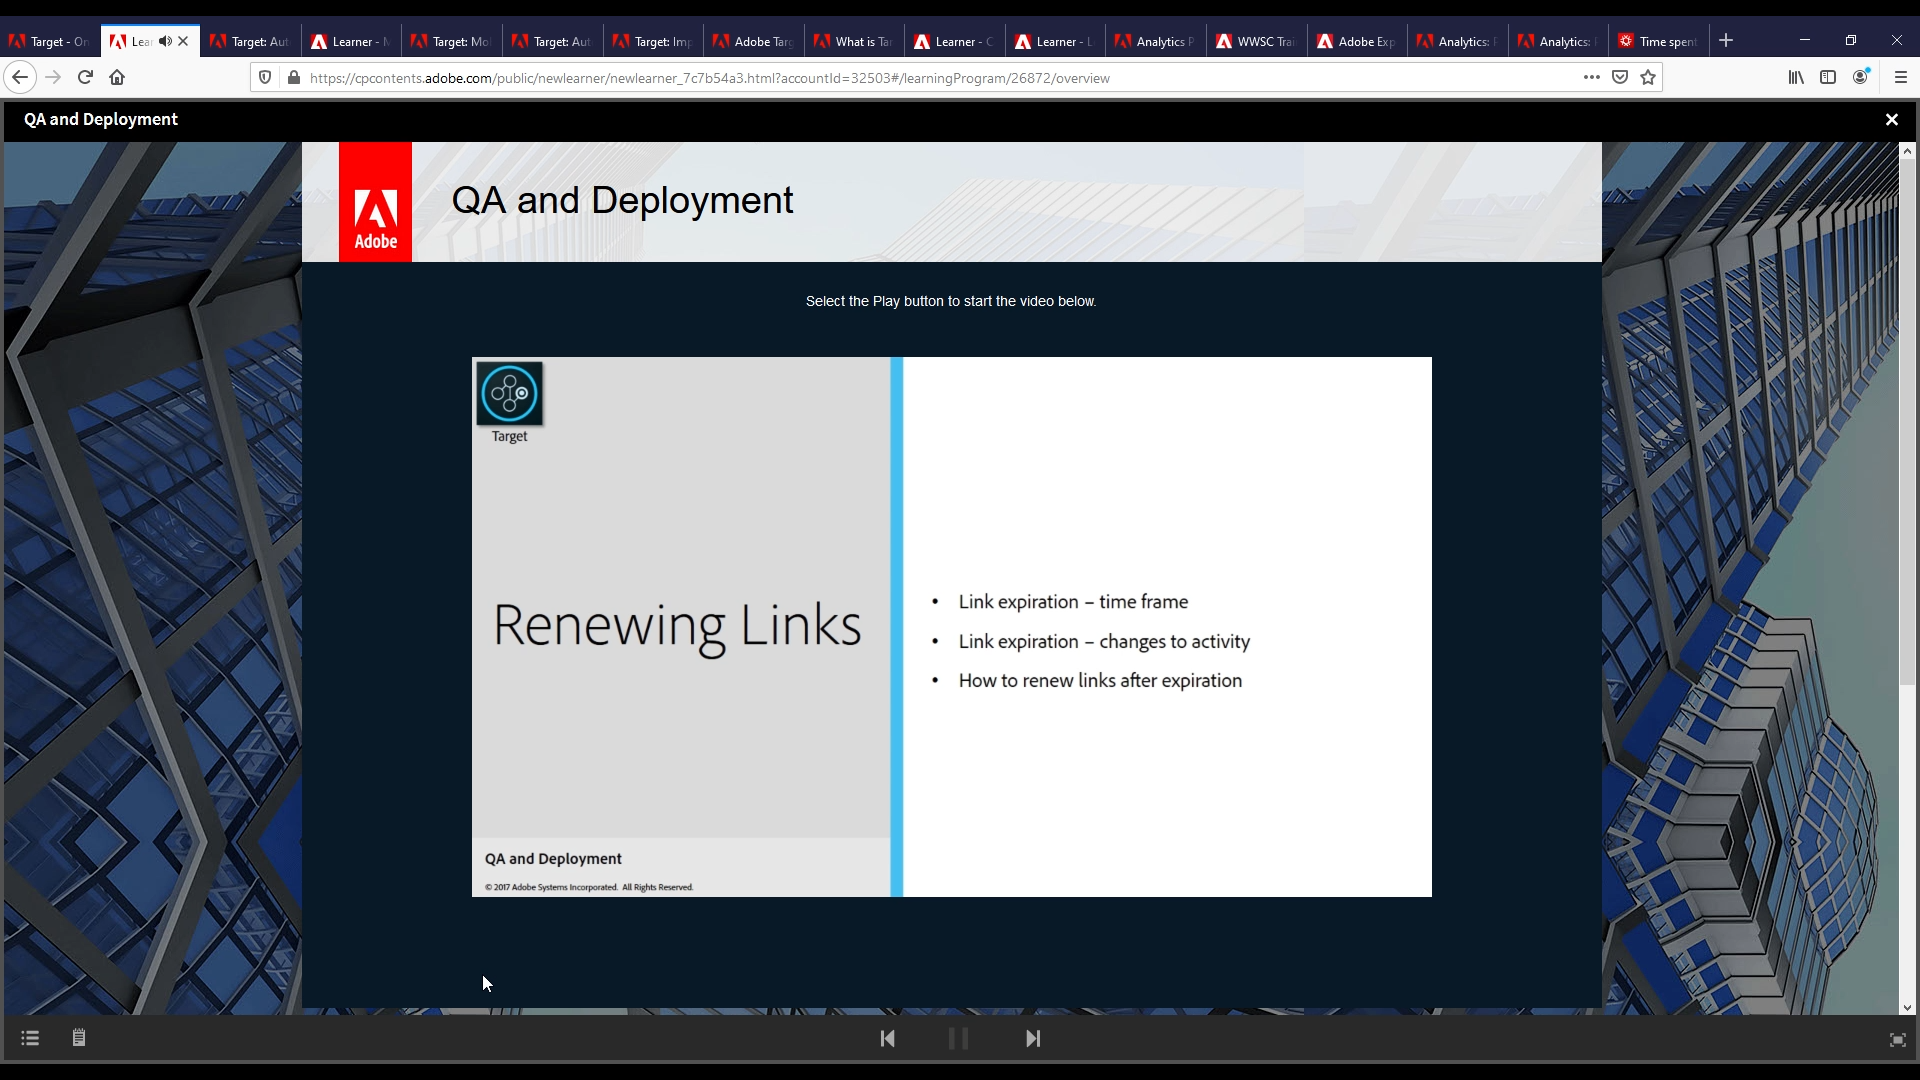 Target - On
Lear
Target: Aut
Learner - M
Target: Mo
Target: Aut
Target: Imp
Adobe Targ
What is Tar
Learner - C
Learner - L
Analytics P
WWSC Trai
Adobe Exp
Analytics: F
Analytics: 
Time spent
https://cpcontents.adobe.com/public/newlearner/newlearner_7c7b54a3.html?accountId=32503#/learningProgram/26872/overview
QA and Deployment
Adobe
QA and Deployment
Select the Play button to start the video below.
Target
Renewing Links
• Link expiration – time frame
• Link expiration – changes to activity
• How to renew links after expiration
QA and Deployment
© 2017 Adobe Systems Incorporated. All Rights Reserved.